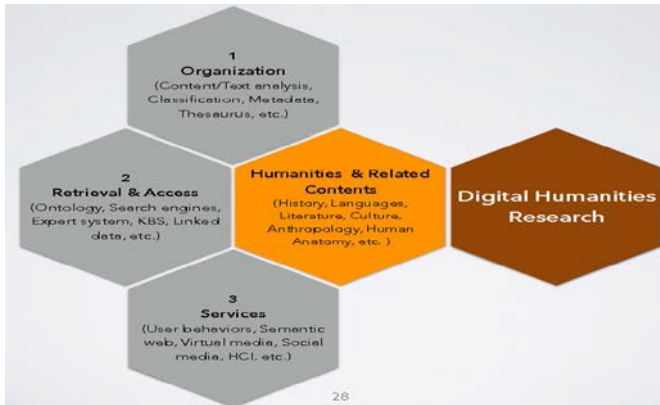 1
Organization
(Content/Text analysis,
Classification, Metadata,
Thesaurus, etc.)
2
Retrieval & Access
(Ontology, Search engines,
Expert system, KBS, Linked
data, etc.)
Humanities & Related
Contents
(History, Languages,
Literature, Culture,
Anthropology, Human
Anatomy, etc. )
Digital Humanities
Research
3
Services
(User behaviors, Semantic
web, Virtual media, Social
media, HCI, etc.)
28